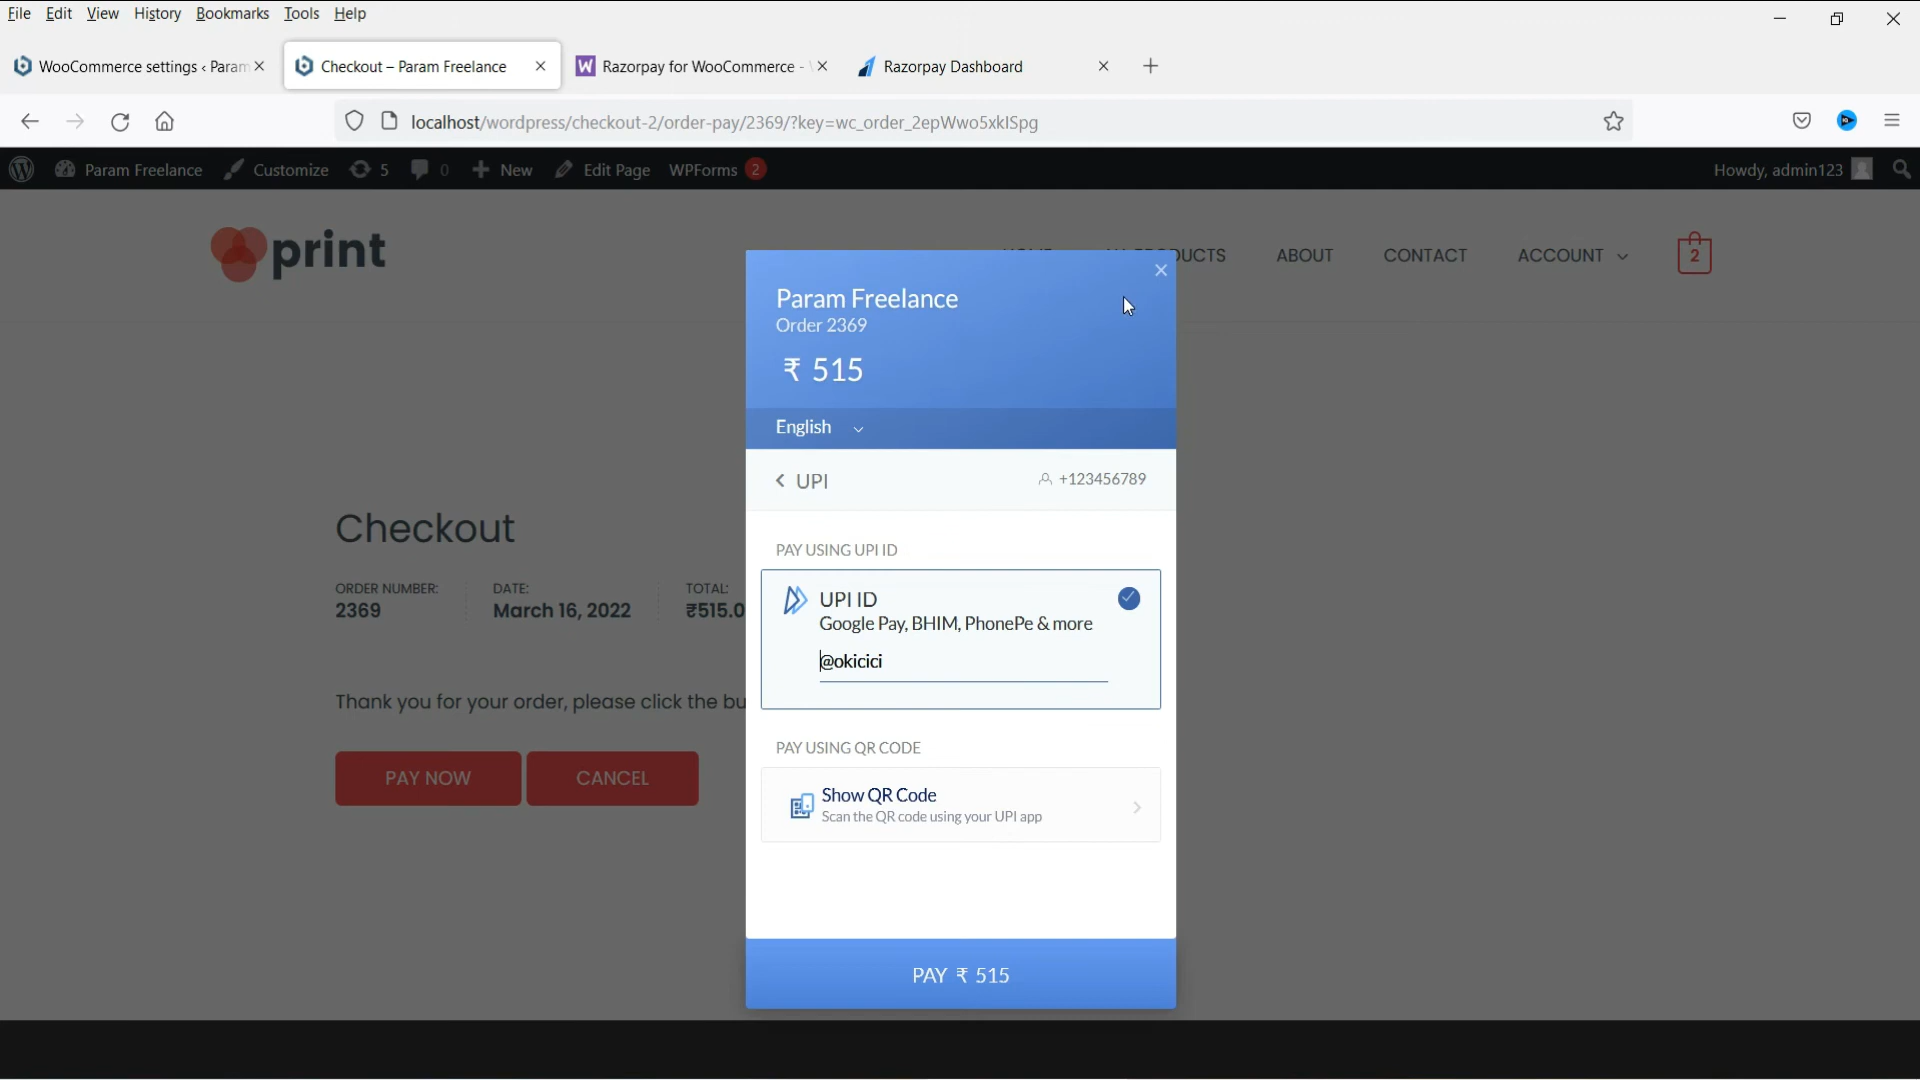 File Edit View History Bookmarks Tools Help
WooCommerce settings ‹ Param
Checkout – Param Freelance
Razorpay for WooCommerce -
Razorpay Dashboard
localhost/wordpress/checkout-2/order-pay/2369/?key=wc_order_2epWwo5xklSpg
Param Freelance Customize 5 0 New Edit Page WPForms 2 Howdy, admin123
print
ABOUT CONTACT ACCOUNT 2
Param Freelance
Order 2369
₹ 515
English
UPI +123456789
Checkout
ORDER NUMBER: DATE: TOTAL:
2369 March 16, 2022 ₹515.0
Thank you for your order, please click the bu
PAY NOW CANCEL
PAY USING UPI ID
UPI ID
Google Pay, BHIM, PhonePe & more
@okicici
PAY USING QR CODE
Show QR Code
Scan the QR code using your UPI app
PAY ₹ 515